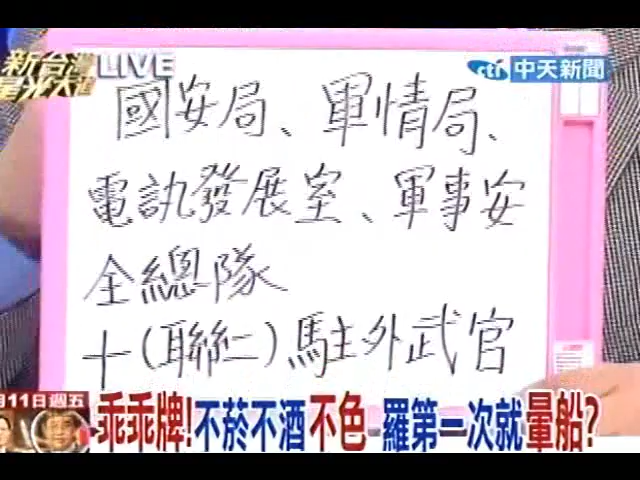 新台灣
星光大道
LIVE
cti 中天新聞
國安局、軍情局、
電訊發展室、軍事安
全總隊
+(聯二)駐外武官
月11日週五
乖乖牌!不菸不酒不色 羅第一次就暈船?